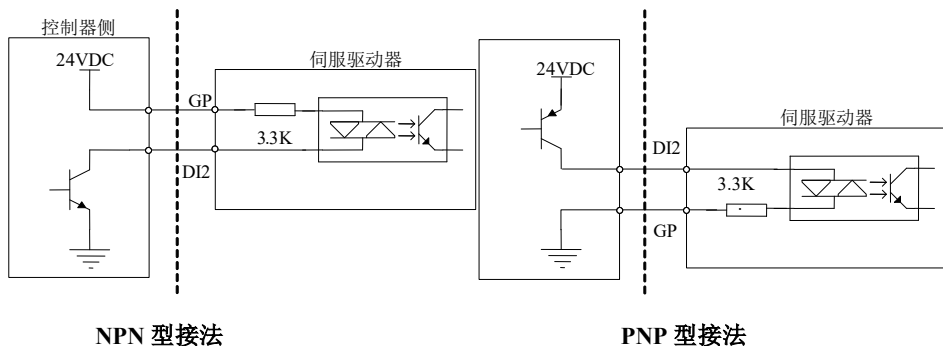 控制器侧
24VDC
伺服驱动器
GP
3.3K
DI2
NPN 型接法
24VDC
伺服驱动器
DI2
3.3K
GP
PNP 型接法